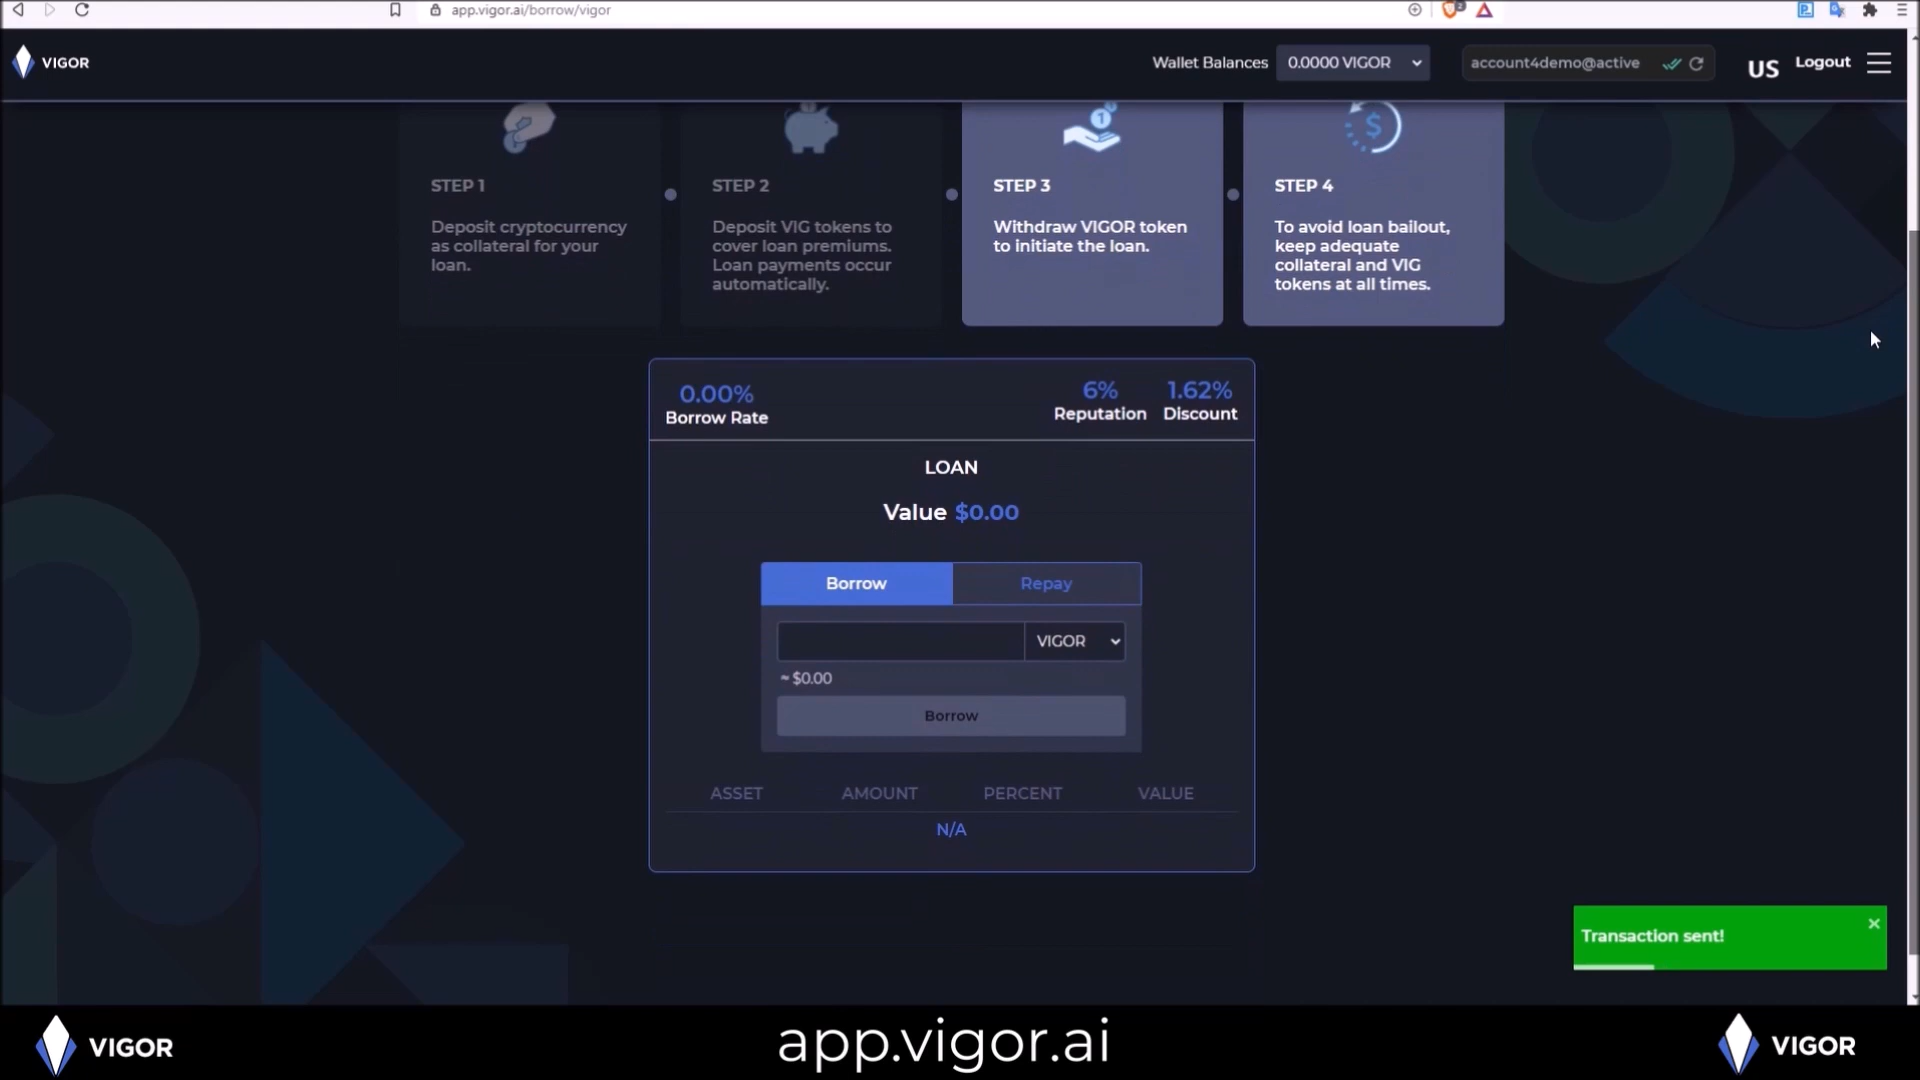 app.vigor.ai/borrow/vigor
2
VIGOR
Wallet Balances
0.0000 VIGOR
account4demo@active
US
Logout
STEP 1
Deposit cryptocurrency
as collateral for your
loan.
STEP 2
Deposit VIG tokens to
cover loan premiums.
Loan payments occur
automatically.
1
STEP 3
Withdraw VIGOR token
to initiate the loan.
$
STEP 4
To avoid loan bailout,
keep adequate
collateral and VIG
tokens at all times.
0.00%
Borrow Rate
6%
Reputation
1.62%
Discount
LOAN
Value $0.00
Borrow
Repay
VIGOR
≈ $0.00
Borrow
ASSET AMOUNT PERCENT VALUE
N/A
Transaction sent!
VIGOR
app.vigor.ai
VIGOR